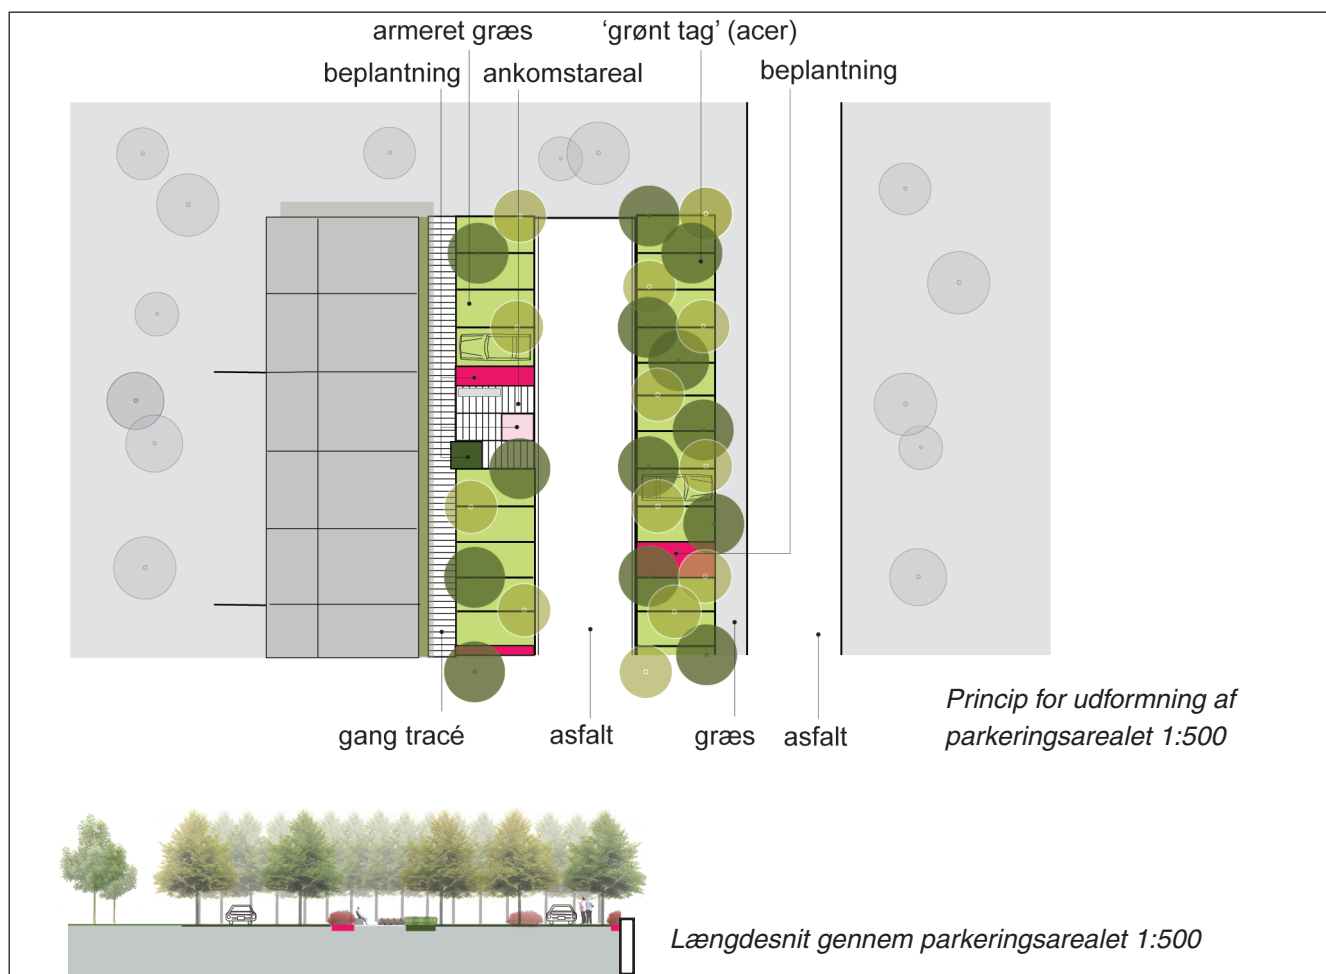 armeret græs
'grønt tag' (acer)
beplantning
ankomstareal
beplantning
gang tracé
asfalt
græs
asfalt
Princip for udformning af
parkeringsarealet 1:500
Længdesnit gennem parkeringsarealet 1:500